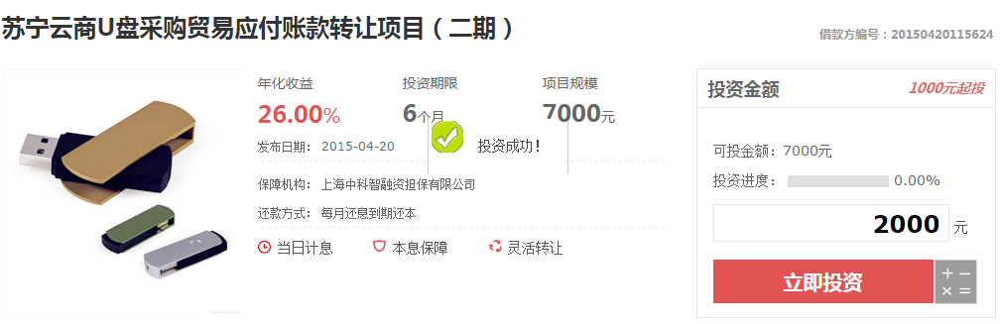 苏宁云商U盘采购贸易应付账款转让项目（二期）
借款方编号：20150420115624
年化收益
投资期限
项目规模
26.00%
6个月
7000元
发布日期： 2015-04-20
投资成功！
保障机构： 上海中科智融资担保有限公司
还款方式： 每月还息到期还本
当日计息
本息保障
灵活转让
投资金额
1000元起投
可投金额：7000元
投资进度： 0.00%
2000 元
立即投资
+ − × =